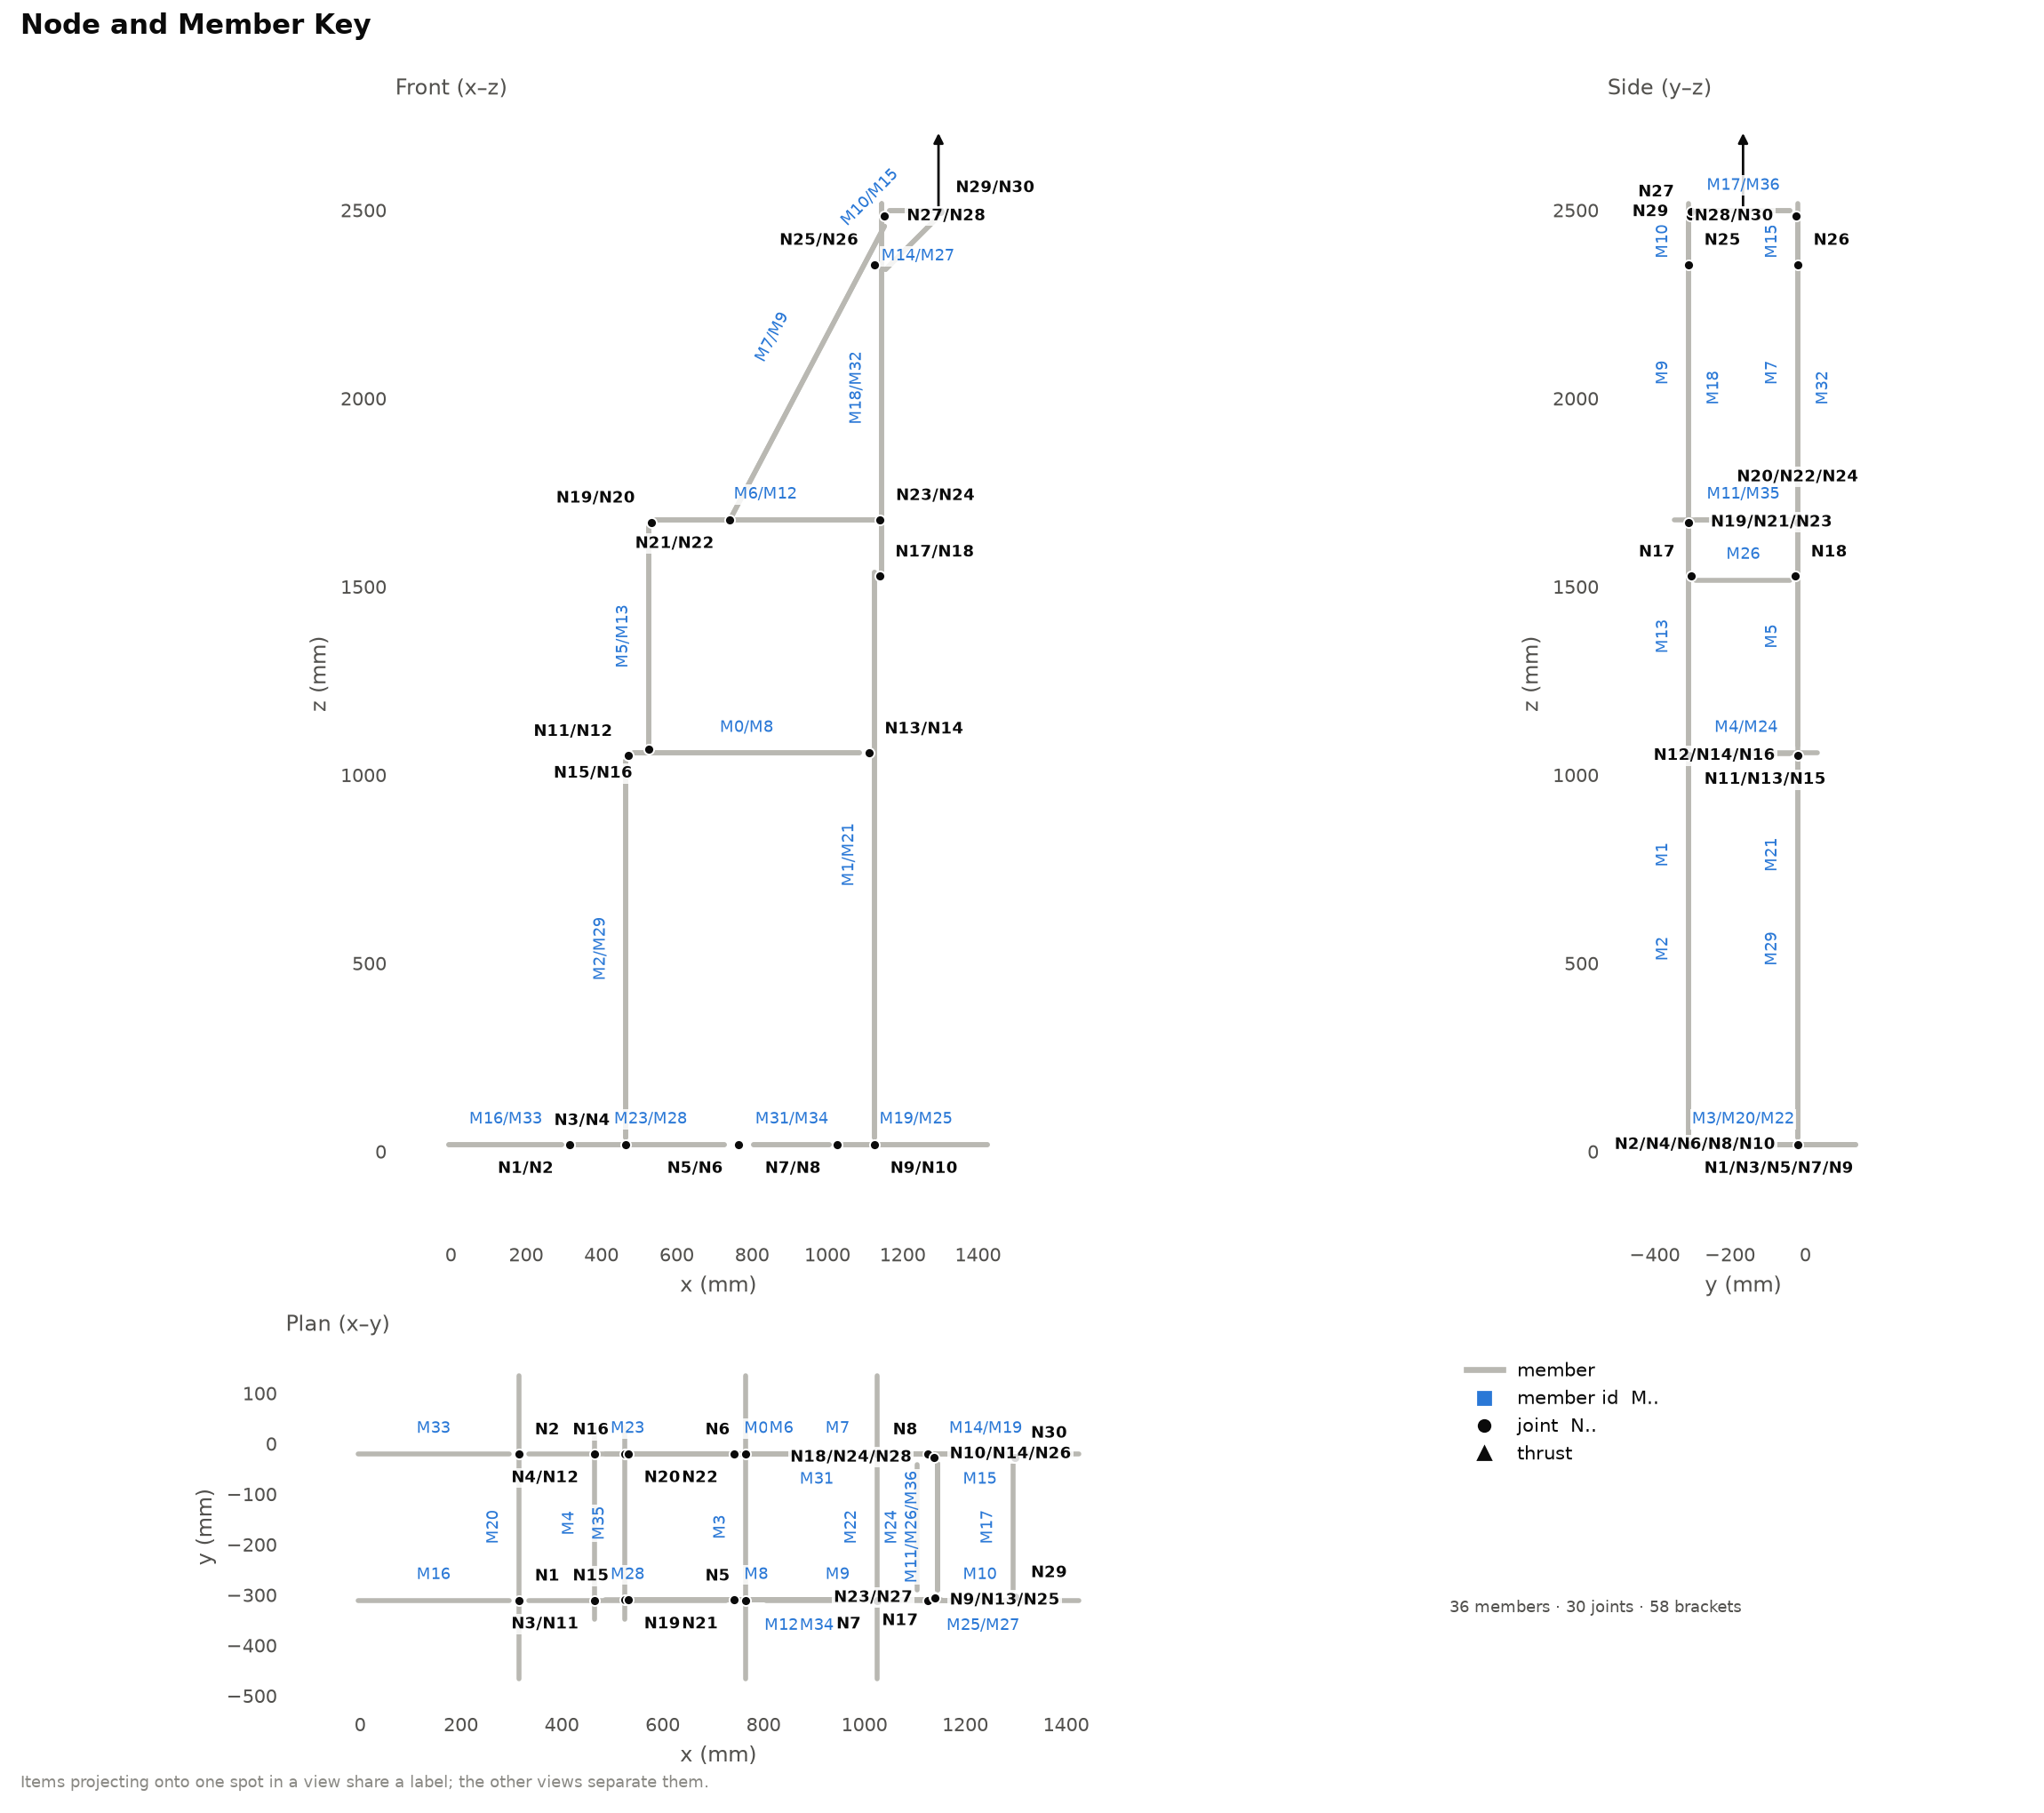 Node and Member Key
Front (x–z)
Side (y–z)
M10/M15
N29/N30
N27/N28
N25/N26
M14/M27
2500
M7/M9
M18/M32
2000
N19/N20
M6/M12
N23/N24
N21/N22
N17/N18
1500
M5/M13
z (mm)
N11/N12
M0/M8
N13/N14
N15/N16
1000
M1/M21
M2/M29
500
M16/M33
N3/N4
M23/M28
M31/M34
M19/M25
0
N1/N2
N5/N6
N7/N8
N9/N10
0 200 400 600 800 1000 1200 1400
x (mm)
N27
M17/M36
2500
N29
N28/N30
M10
N25
M15
N26
M9
M18
M7
M32
2000
N20/N22/N24
M11/M35
N19/N21/N23
N17
M26
N18
1500
M13
M5
z (mm)
M4/M24
N12/N14/N16
N11/N13/N15
1000
M1
M21
M2
M29
500
M3/M20/M22
N2/N4/N6/N8/N10
0
N1/N3/N5/N7/N9
−400 −200 0
y (mm)
Plan (x–y)
100
0
−100
−200
−300
−400
−500
y (mm)
M33
N2
N16
M23
N6
M0
M6
M7
N8
M14/M19
N30
N18/N24/N28
N10/N14/N26
N4/N12
N20
N22
M31
M15
M20
M4
M35
M3
M22
M24
M11/M26/M36
M17
M16
N1
N15
M28
N5
M8
M9
M10
N29
N23/N27
N9/N13/N25
N3/N11
N19
N21
M12
M34
N7
N17
M25/M27
0 200 400 600 800 1000 1200 1400
x (mm)
member
member id  M..
joint  N..
thrust
36 members · 30 joints · 58 brackets
Items projecting onto one spot in a view share a label; the other views separate them.